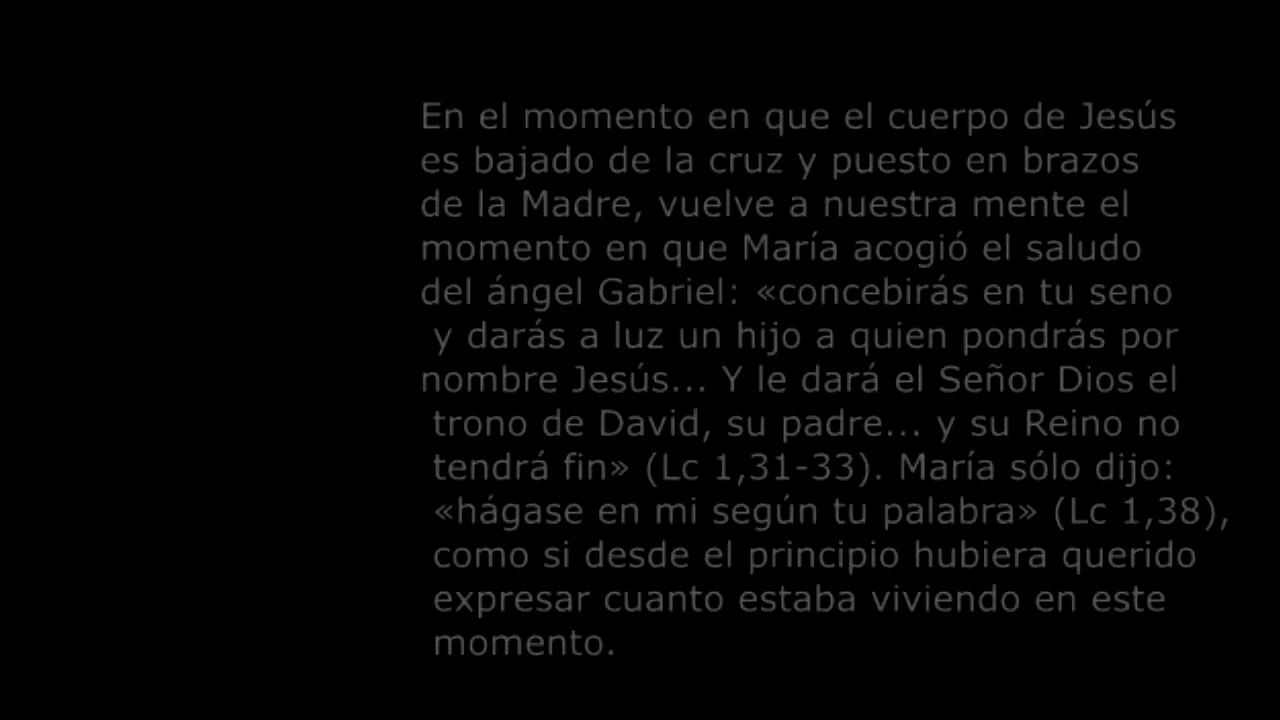 En el momento en que el cuerpo de Jesús
es bajado de la cruz y puesto en brazos
de la Madre, vuelve a nuestra mente el
momento en que María acogió el saludo
del ángel Gabriel: «concebirás en tu seno
y darás a luz un hijo a quien pondrás por
nombre Jesús... Y le dará el Señor Dios el
trono de David, su padre... y su Reino no
tendrá fin» (Lc 1,31-33). María sólo dijo:
«hágase en mi según tu palabra» (Lc 1,38),
como si desde el principio hubiera querido
expresar cuanto estaba viviendo en este
momento.